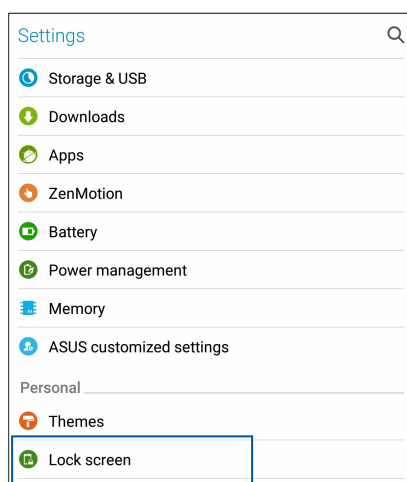 Settings
Storage & USB
Downloads
Apps
ZenMotion
Battery
Power management
Memory
ASUS customized settings
Personal
Themes
Lock screen